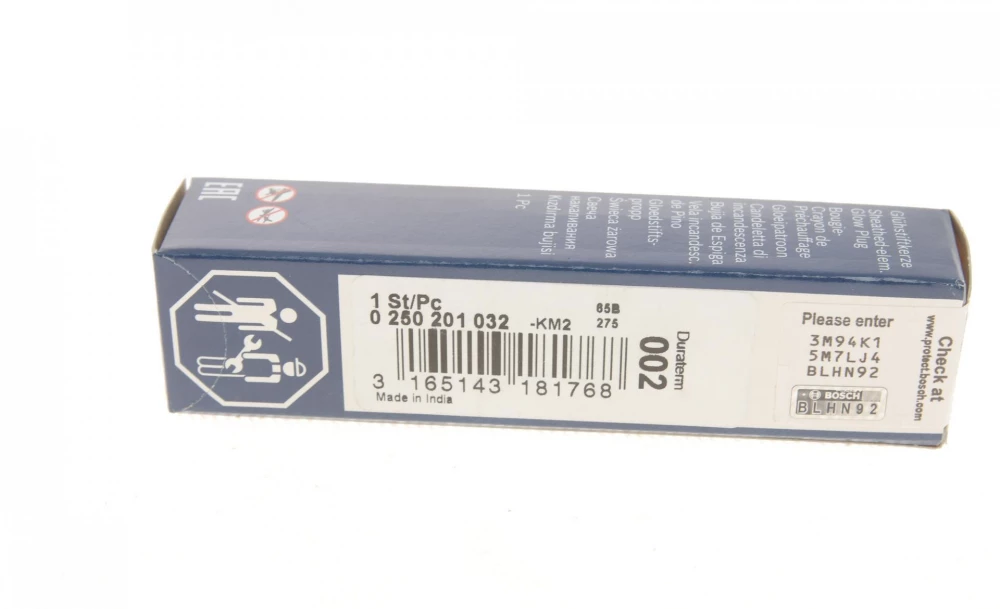 EAC
Glühstiftkerze
Sheathed-elem.
Glow Plug
Bougie-
Crayon de
Préchauffage
Gloeipatroon
Candeletta di
incandescenza
Bujia de Espiga
Vela incandesc.
de Pino
Gloedstifts-
propp
Świeca żarowa
Свеча
накаливания
Kızdırma bujisi
1 Pc.
1 St/Pc
0 250 201 032 -KM2
65B
275
3 165143 181768
Made in India
002
Duraterm
Please enter
3M94K1
5M7LJ4
BLHN92
BOSCH
BLHN92
Check at
www.protect.bosch.com